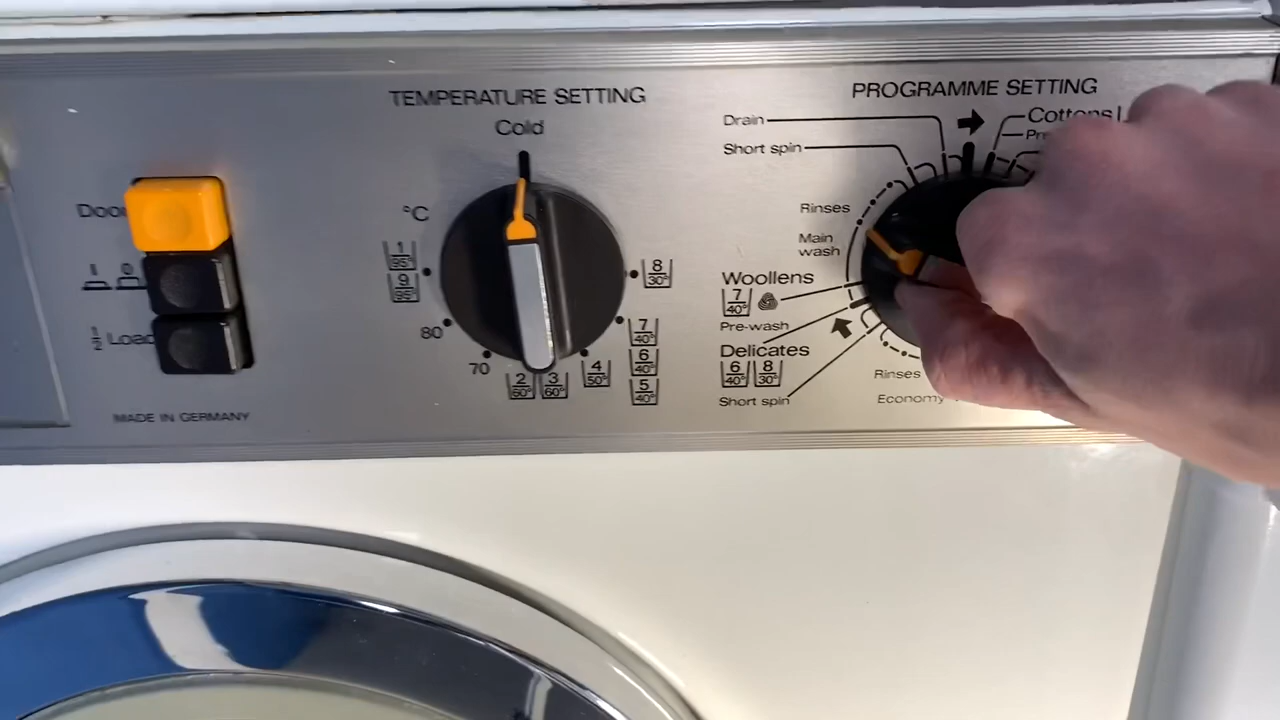 TEMPERATURE SETTING
Cold
°C
1
95°
9
95°
80
70
2
60°
3
60°
4
50°
7
40°
6
40°
5
40°
8
30°
Door
I 0
½ Load
MADE IN GERMANY
PROGRAMME SETTING
Drain
Short spin
Rinses
Main
wash
Woollens
7
40°
Pre-wash
Delicates
6
40°
8
30°
Short spin
Cottons
Rinses
Economy